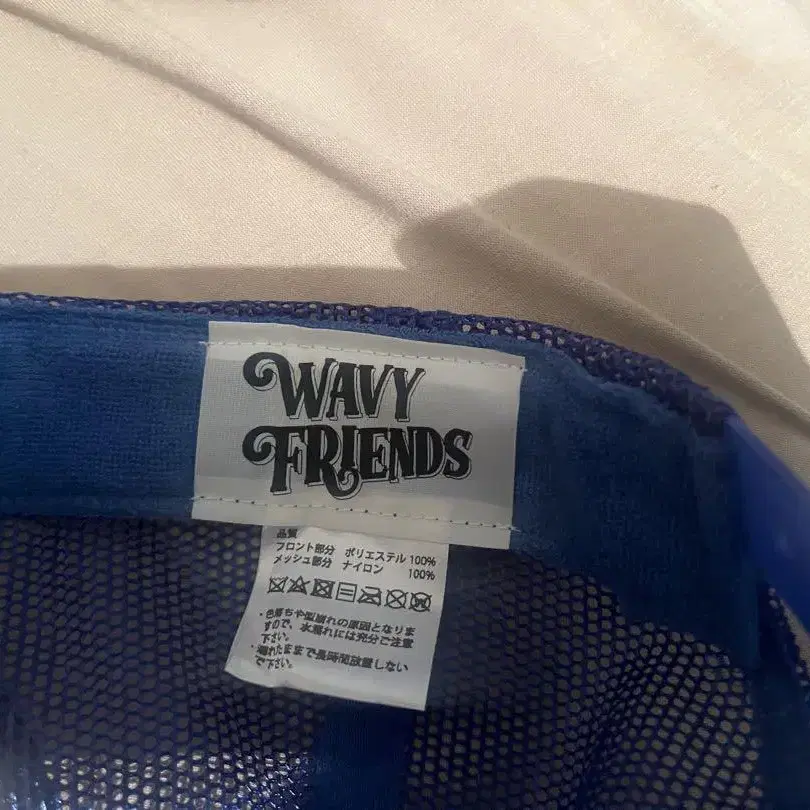 WAVY
FRIENDS
品質
フロント部分 ポリエステル 100%
メッシュ部分 ナイロン 100%
・色落ちや型崩れの原因となりま
すので、水濡れには充分ご注意
下さい。
・濡れたままで長時間放置しない
で下さい。